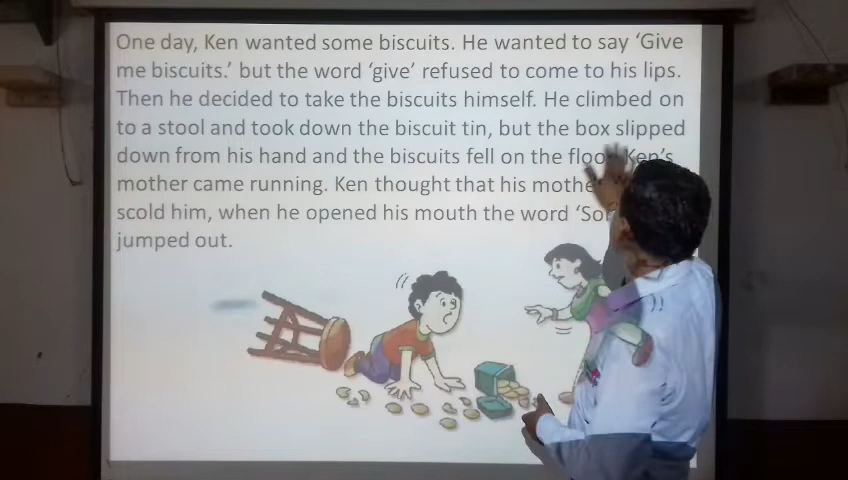 One day, Ken wanted some biscuits. He wanted to say ‘Give
me biscuits.’ but the word ‘give’ refused to come to his lips.
Then he decided to take the biscuits himself. He climbed on
to a stool and took down the biscuit tin, but the box slipped
down from his hand and the biscuits fell on the floor. Ken’s
mother came running. Ken thought that his mother
scold him, when he opened his mouth the word
jumped out.